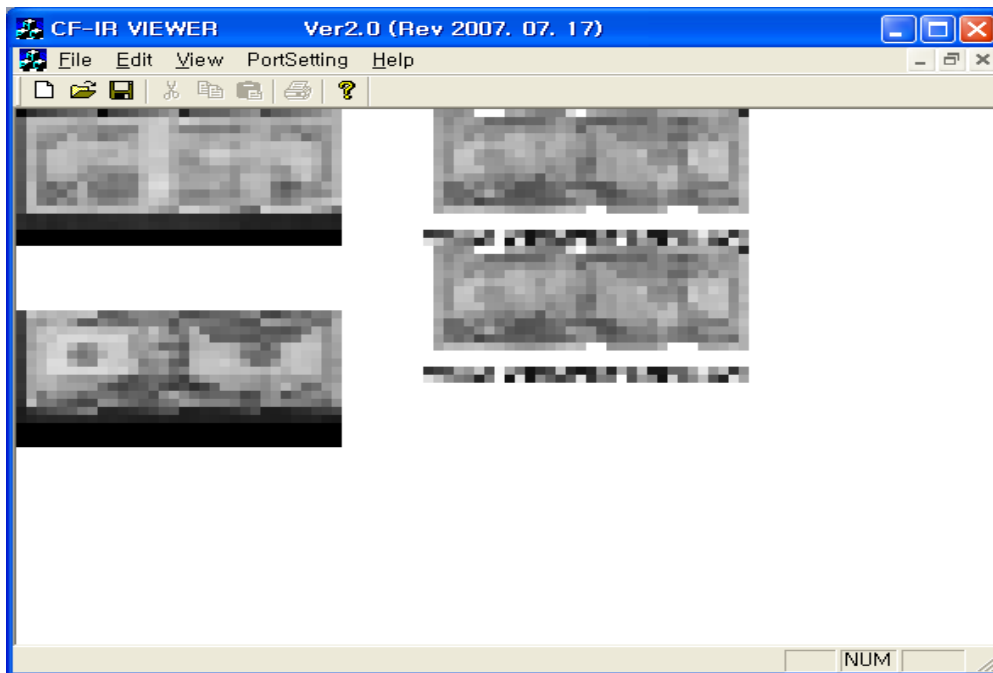 CF-IR VIEWER Ver2.0 (Rev 2007. 07. 17)
File Edit View PortSetting Help
NUM